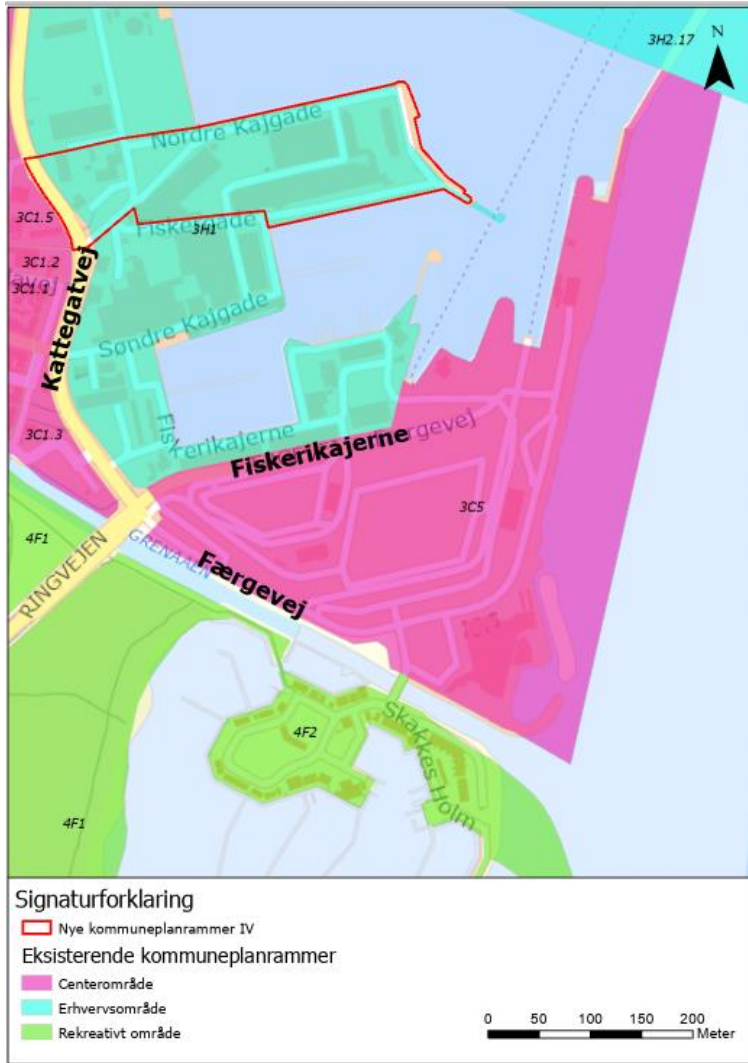 3H2.17
N
Nordre Kajgade
3C1.5
Fiskergade
3H1
3C1.2
3C1.1
Kattegatvej
Søndre Kajgade
3C1.3
Fiskerikajerne
Fiskerikajerne
Færgevej
3C5
4F1
RINGVEJEN
GRENAAEN
Færgevej
4F2
Skakkes Holm
4F1
Signaturforklaring
Nye kommuneplanrammer IV
Eksisterende kommuneplanrammer
Centerområde
Erhvervsområde
Rekreativt område
0 50 100 150 200
Meter